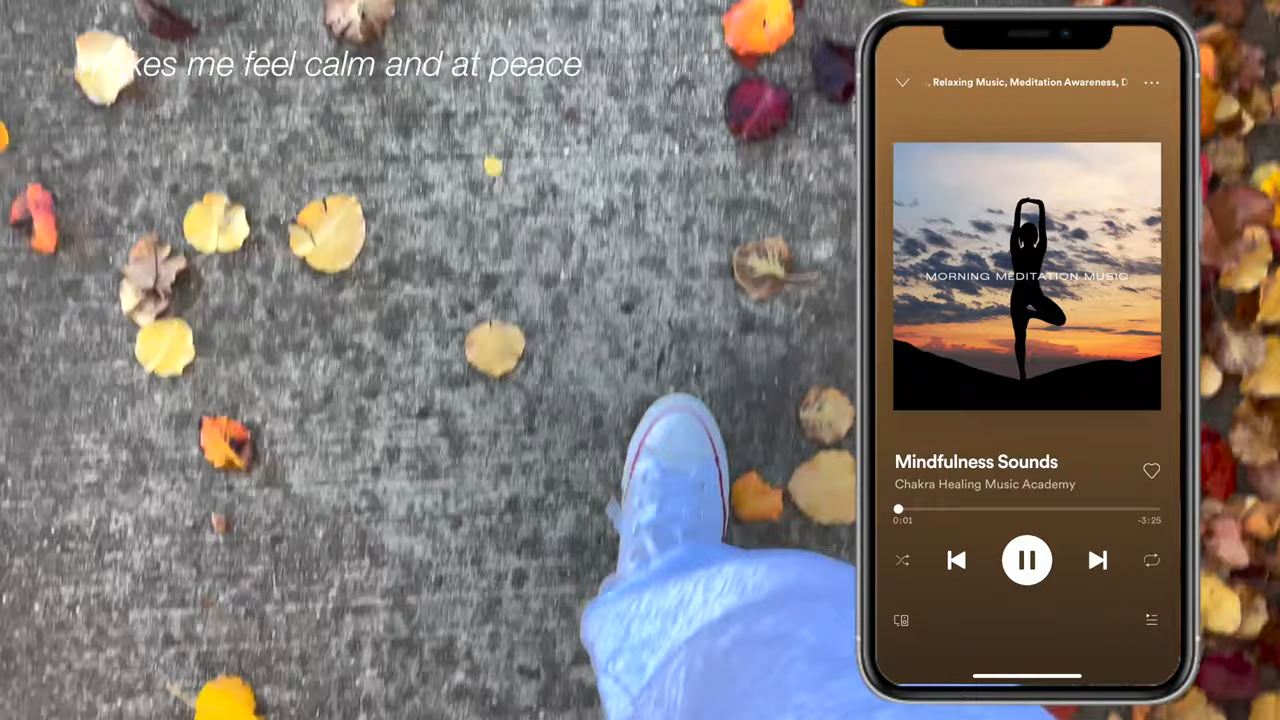 makes me feel calm and at peace
, Relaxing Music, Meditation Awareness, D
MORNING MEDITATION MUSIC
Mindfulness Sounds
Chakra Healing Music Academy
0:01
-3:25